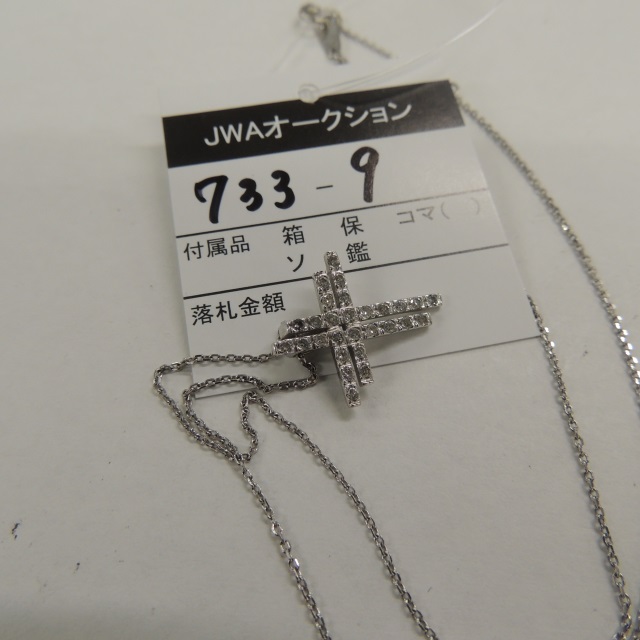 JWAオークション
733-9
付属品 箱 保 コマ( )
ソ 鑑
落札金額